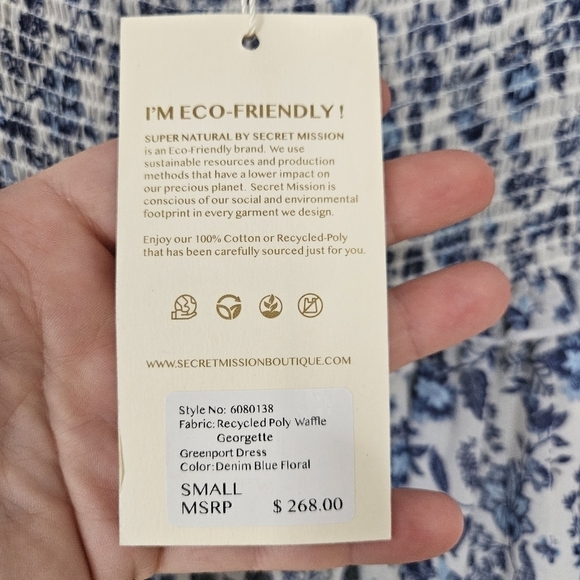 I'M ECO-FRIENDLY !
SUPER NATURAL BY SECRET MISSION
is an Eco-Friendly brand. We use
sustainable resources and production
methods that have a lower impact on
our precious planet. Secret Mission is
conscious of our social and environmental
footprint in every garment we design.
Enjoy our 100% Cotton or Recycled-Poly
that has been carefully sourced just for you.
WWW.SECRETMISSIONBOUTIQUE.COM
Style No: 6080138
Fabric: Recycled Poly Waffle
Georgette
Greenport Dress
Color: Denim Blue Floral
SMALL
MSRP $ 268.00